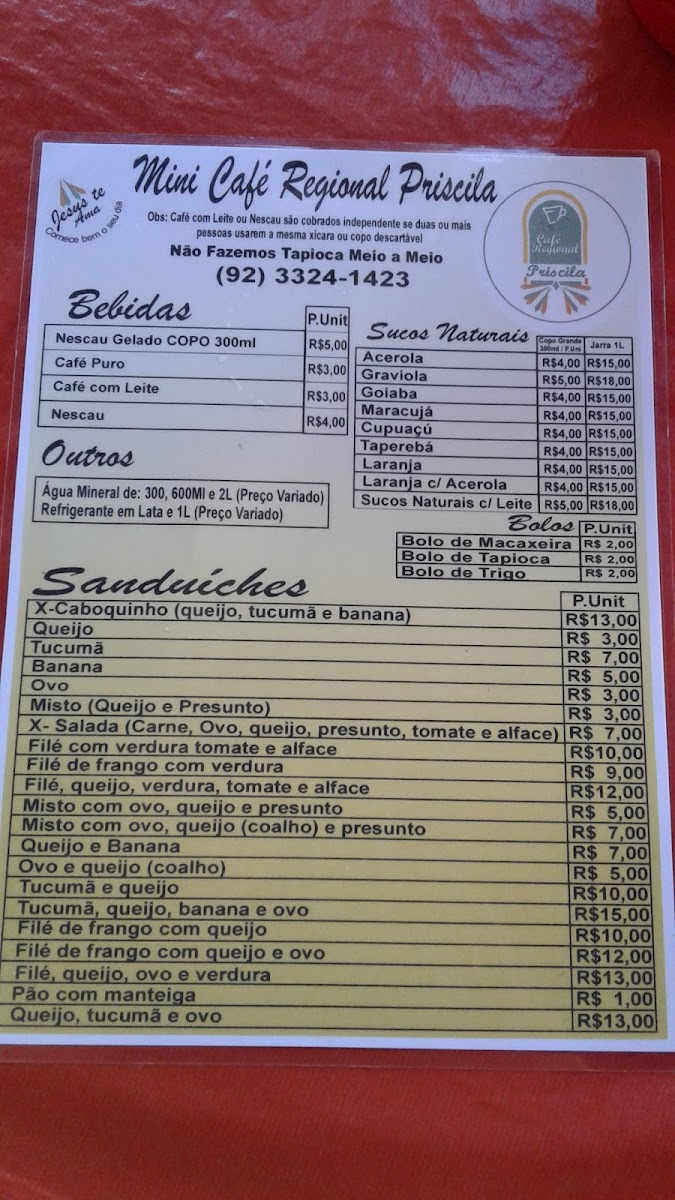 Jesus te
Ama
Comece bem o seu dia
Mini Café Regional Priscila
Obs: Café com Leite ou Nescau são cobrados independente se duas ou mais
pessoas usarem a mesma xícara ou copo descartável
Não Fazemos Tapioca Meio a Meio
(92) 3324-1423
Café
Regional
Priscila
Bebidas P.Unit
Nescau Gelado COPO 300ml R$5,00
Café Puro R$3,00
Café com Leite R$3,00
Nescau R$4,00
Outros
Água Mineral de: 300, 600Ml e 2L (Preço Variado)
Refrigerante em Lata e 1L (Preço Variado)
Sucos Naturais Copo Grande 300ml / P.Uni Jarra 1L
Acerola R$4,00 R$15,00
Graviola R$5,00 R$18,00
Goiaba R$4,00 R$15,00
Maracujá R$4,00 R$15,00
Cupuaçú R$4,00 R$15,00
Taperebá R$4,00 R$15,00
Laranja R$4,00 R$15,00
Laranja c/ Acerola R$4,00 R$15,00
Sucos Naturais c/ Leite R$5,00 R$18,00
Bolos P.Unit
Bolo de Macaxeira R$ 2,00
Bolo de Tapioca R$ 2,00
Bolo de Trigo R$ 2,00
Sanduíches P.Unit
X-Caboquinho (queijo, tucumã e banana) R$13,00
Queijo R$ 3,00
Tucumã R$ 7,00
Banana R$ 5,00
Ovo R$ 3,00
Misto (Queijo e Presunto) R$ 3,00
X- Salada (Carne, Ovo, queijo, presunto, tomate e alface) R$ 7,00
Filé com verdura tomate e alface R$10,00
Filé de frango com verdura R$ 9,00
Filé, queijo, verdura, tomate e alface R$12,00
Misto com ovo, queijo e presunto R$ 5,00
Misto com ovo, queijo (coalho) e presunto R$ 7,00
Queijo e Banana R$ 7,00
Ovo e queijo (coalho) R$ 5,00
Tucumã e queijo R$10,00
Tucumã, queijo, banana e ovo R$15,00
Filé de frango com queijo R$10,00
Filé de frango com queijo e ovo R$12,00
Filé, queijo, ovo e verdura R$13,00
Pão com manteiga R$ 1,00
Queijo, tucumã e ovo R$13,00